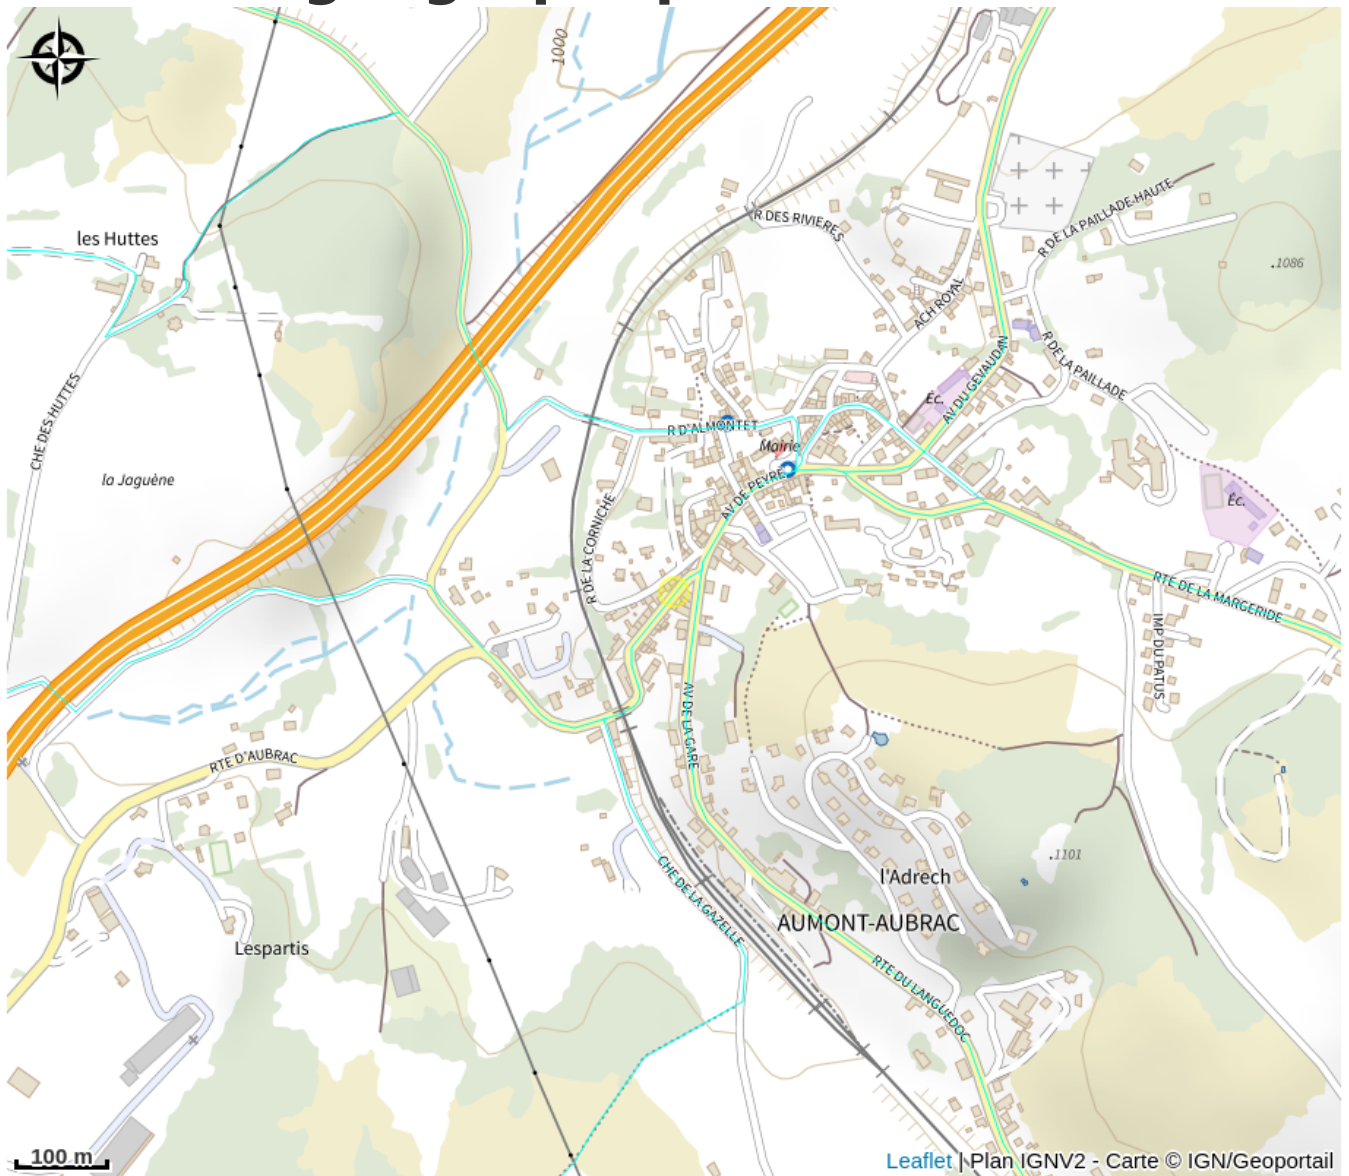 1000
les Huttes
R DES RIVIERES
R DE LA PAILLADE-HAUTE
.1086
ACH ROYAL
CHE DES HUTTES
la Jaguène
R D'ALMONTET
Mairie
Éc.
AV DU GEVAUDAN
R DE LA PAILLADE
AV DE PEYRE
Éc.
R DE LA CORNICHE
RTE DE LA MARGERIDE
IMP DU PATUS
RTE D'AUBRAC
AV DE LA GARE
.1101
l'Adrech
CHE DE LA GAZELLE
AUMONT-AUBRAC
Lespartis
RTE DU LANGUEDOC
100 m
Leaflet | Plan IGNV2 - Carte © IGN/Geoportail